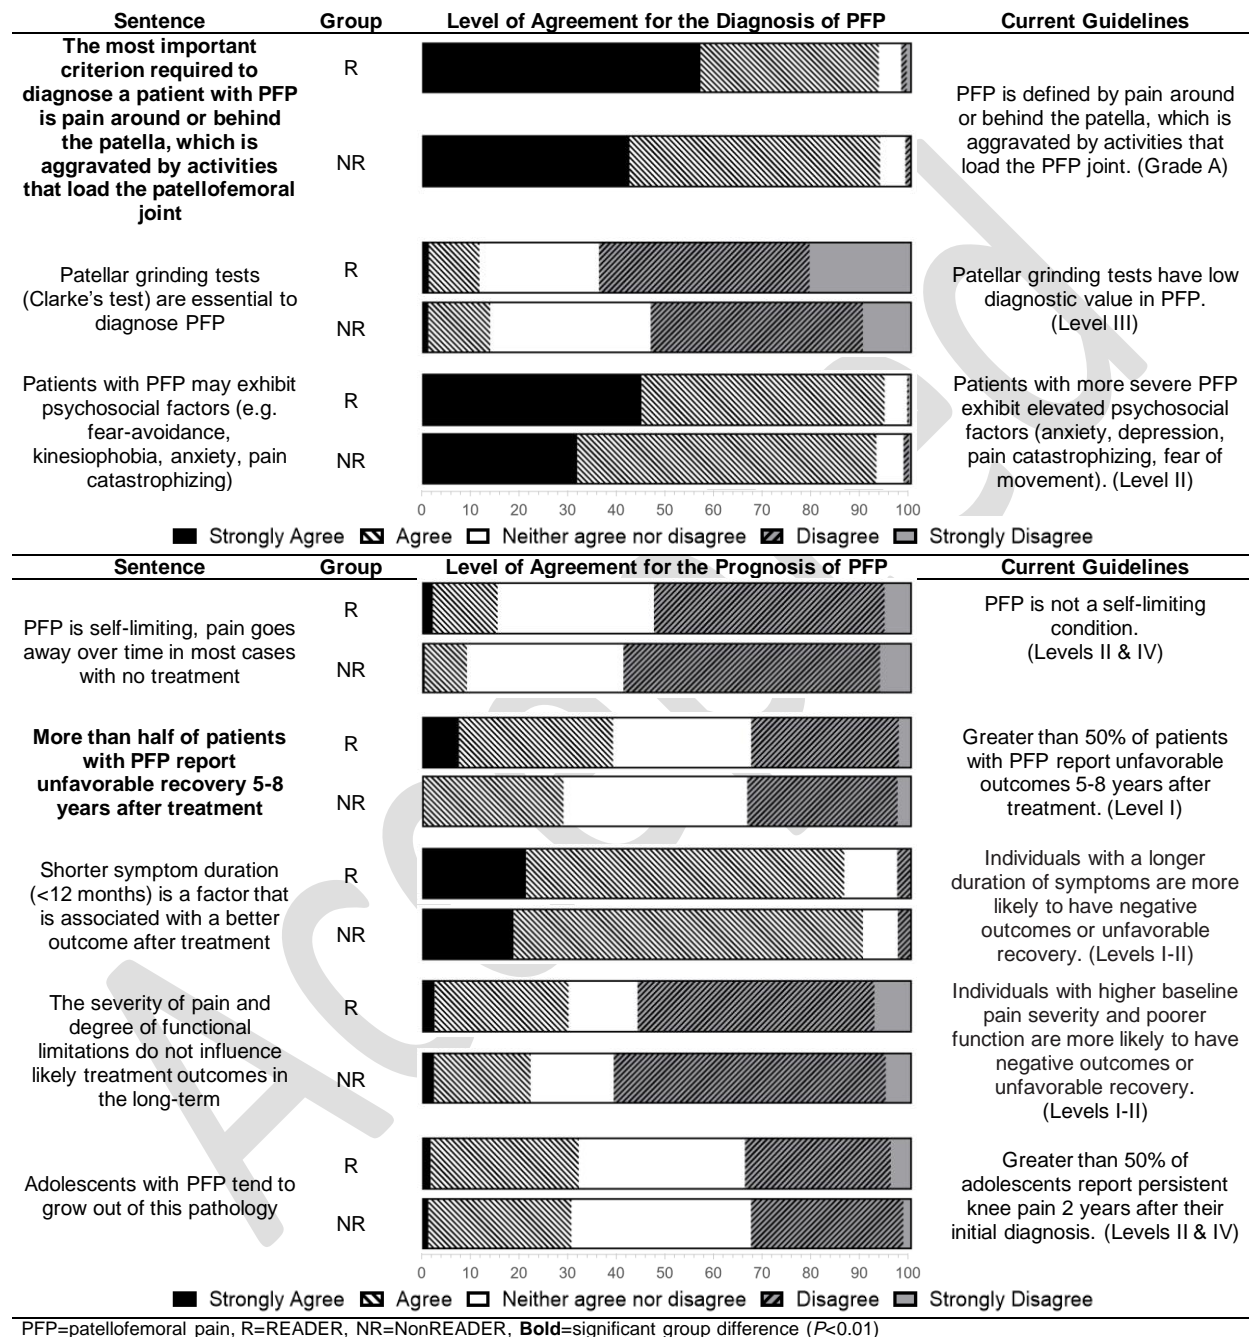 Sentence Group Level of Agreement for the Diagnosis of PFP Current Guidelines
The most important
criterion required to
diagnose a patient with PFP
is pain around or behind
the patella, which is
aggravated by activities
that load the patellofemoral
joint
R
NR
PFP is defined by pain around
or behind the patella, which is
aggravated by activities that
load the PFP joint. (Grade A)
Patellar grinding tests
(Clarke's test) are essential to
diagnose PFP
R
NR
Patellar grinding tests have low
diagnostic value in PFP.
(Level III)
Patients with PFP may exhibit
psychosocial factors (e.g.
fear-avoidance,
kinesiophobia, anxiety, pain
catastrophizing)
R
NR
Patients with more severe PFP
exhibit elevated psychosocial
factors (anxiety, depression,
pain catastrophizing, fear of
movement). (Level II)
0 10 20 30 40 50 60 70 80 90 100
Strongly Agree Agree Neither agree nor disagree Disagree Strongly Disagree
Sentence Group Level of Agreement for the Prognosis of PFP Current Guidelines
PFP is self-limiting, pain goes
away over time in most cases
with no treatment
R
NR
PFP is not a self-limiting
condition.
(Levels II & IV)
More than half of patients
with PFP report
unfavorable recovery 5-8
years after treatment
R
NR
Greater than 50% of patients
with PFP report unfavorable
outcomes 5-8 years after
treatment. (Level I)
Shorter symptom duration
(<12 months) is a factor that
is associated with a better
outcome after treatment
R
NR
Individuals with a longer
duration of symptoms are more
likely to have negative
outcomes or unfavorable
recovery. (Levels I-II)
The severity of pain and
degree of functional
limitations do not influence
likely treatment outcomes in
the long-term
R
NR
Individuals with higher baseline
pain severity and poorer
function are more likely to have
negative outcomes or
unfavorable recovery.
(Levels I-II)
Adolescents with PFP tend to
grow out of this pathology
R
NR
Greater than 50% of
adolescents report persistent
knee pain 2 years after their
initial diagnosis. (Levels II & IV)
0 10 20 30 40 50 60 70 80 90 100
Strongly Agree Agree Neither agree nor disagree Disagree Strongly Disagree
PFP=patellofemoral pain, R=READER, NR=NonREADER, Bold=significant group difference (P<0.01)